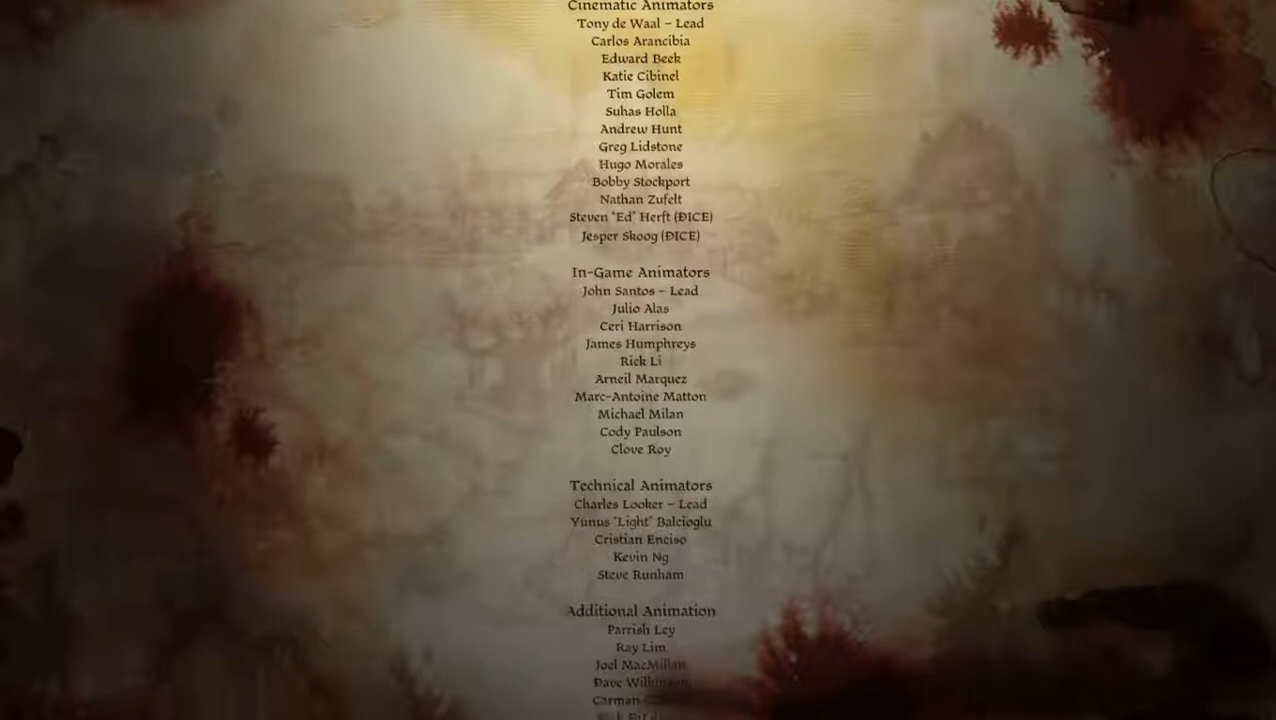 Cinematic Animators
Tony de Waal – Lead
Carlos Arancibia
Edward Beek
Katie Cibinel
Tim Golem
Suhas Holla
Andrew Hunt
Greg Lidstone
Hugo Morales
Bobby Stockport
Nathan Zufelt
Steven "Ed" Herft (DICE)
Jesper Skoog (DICE)
In-Game Animators
John Santos – Lead
Julio Alas
Ceri Harrison
James Humphreys
Rick Li
Arneil Marquez
Marc-Antoine Matton
Michael Milan
Cody Paulson
Clove Roy
Technical Animators
Charles Looker – Lead
Yunus "Light" Balcioglu
Cristian Enciso
Kevin Ng
Steve Runham
Additional Animation
Parrish Ley
Ray Lim
Joel MacMillan
Dave Wilkinson
Carman